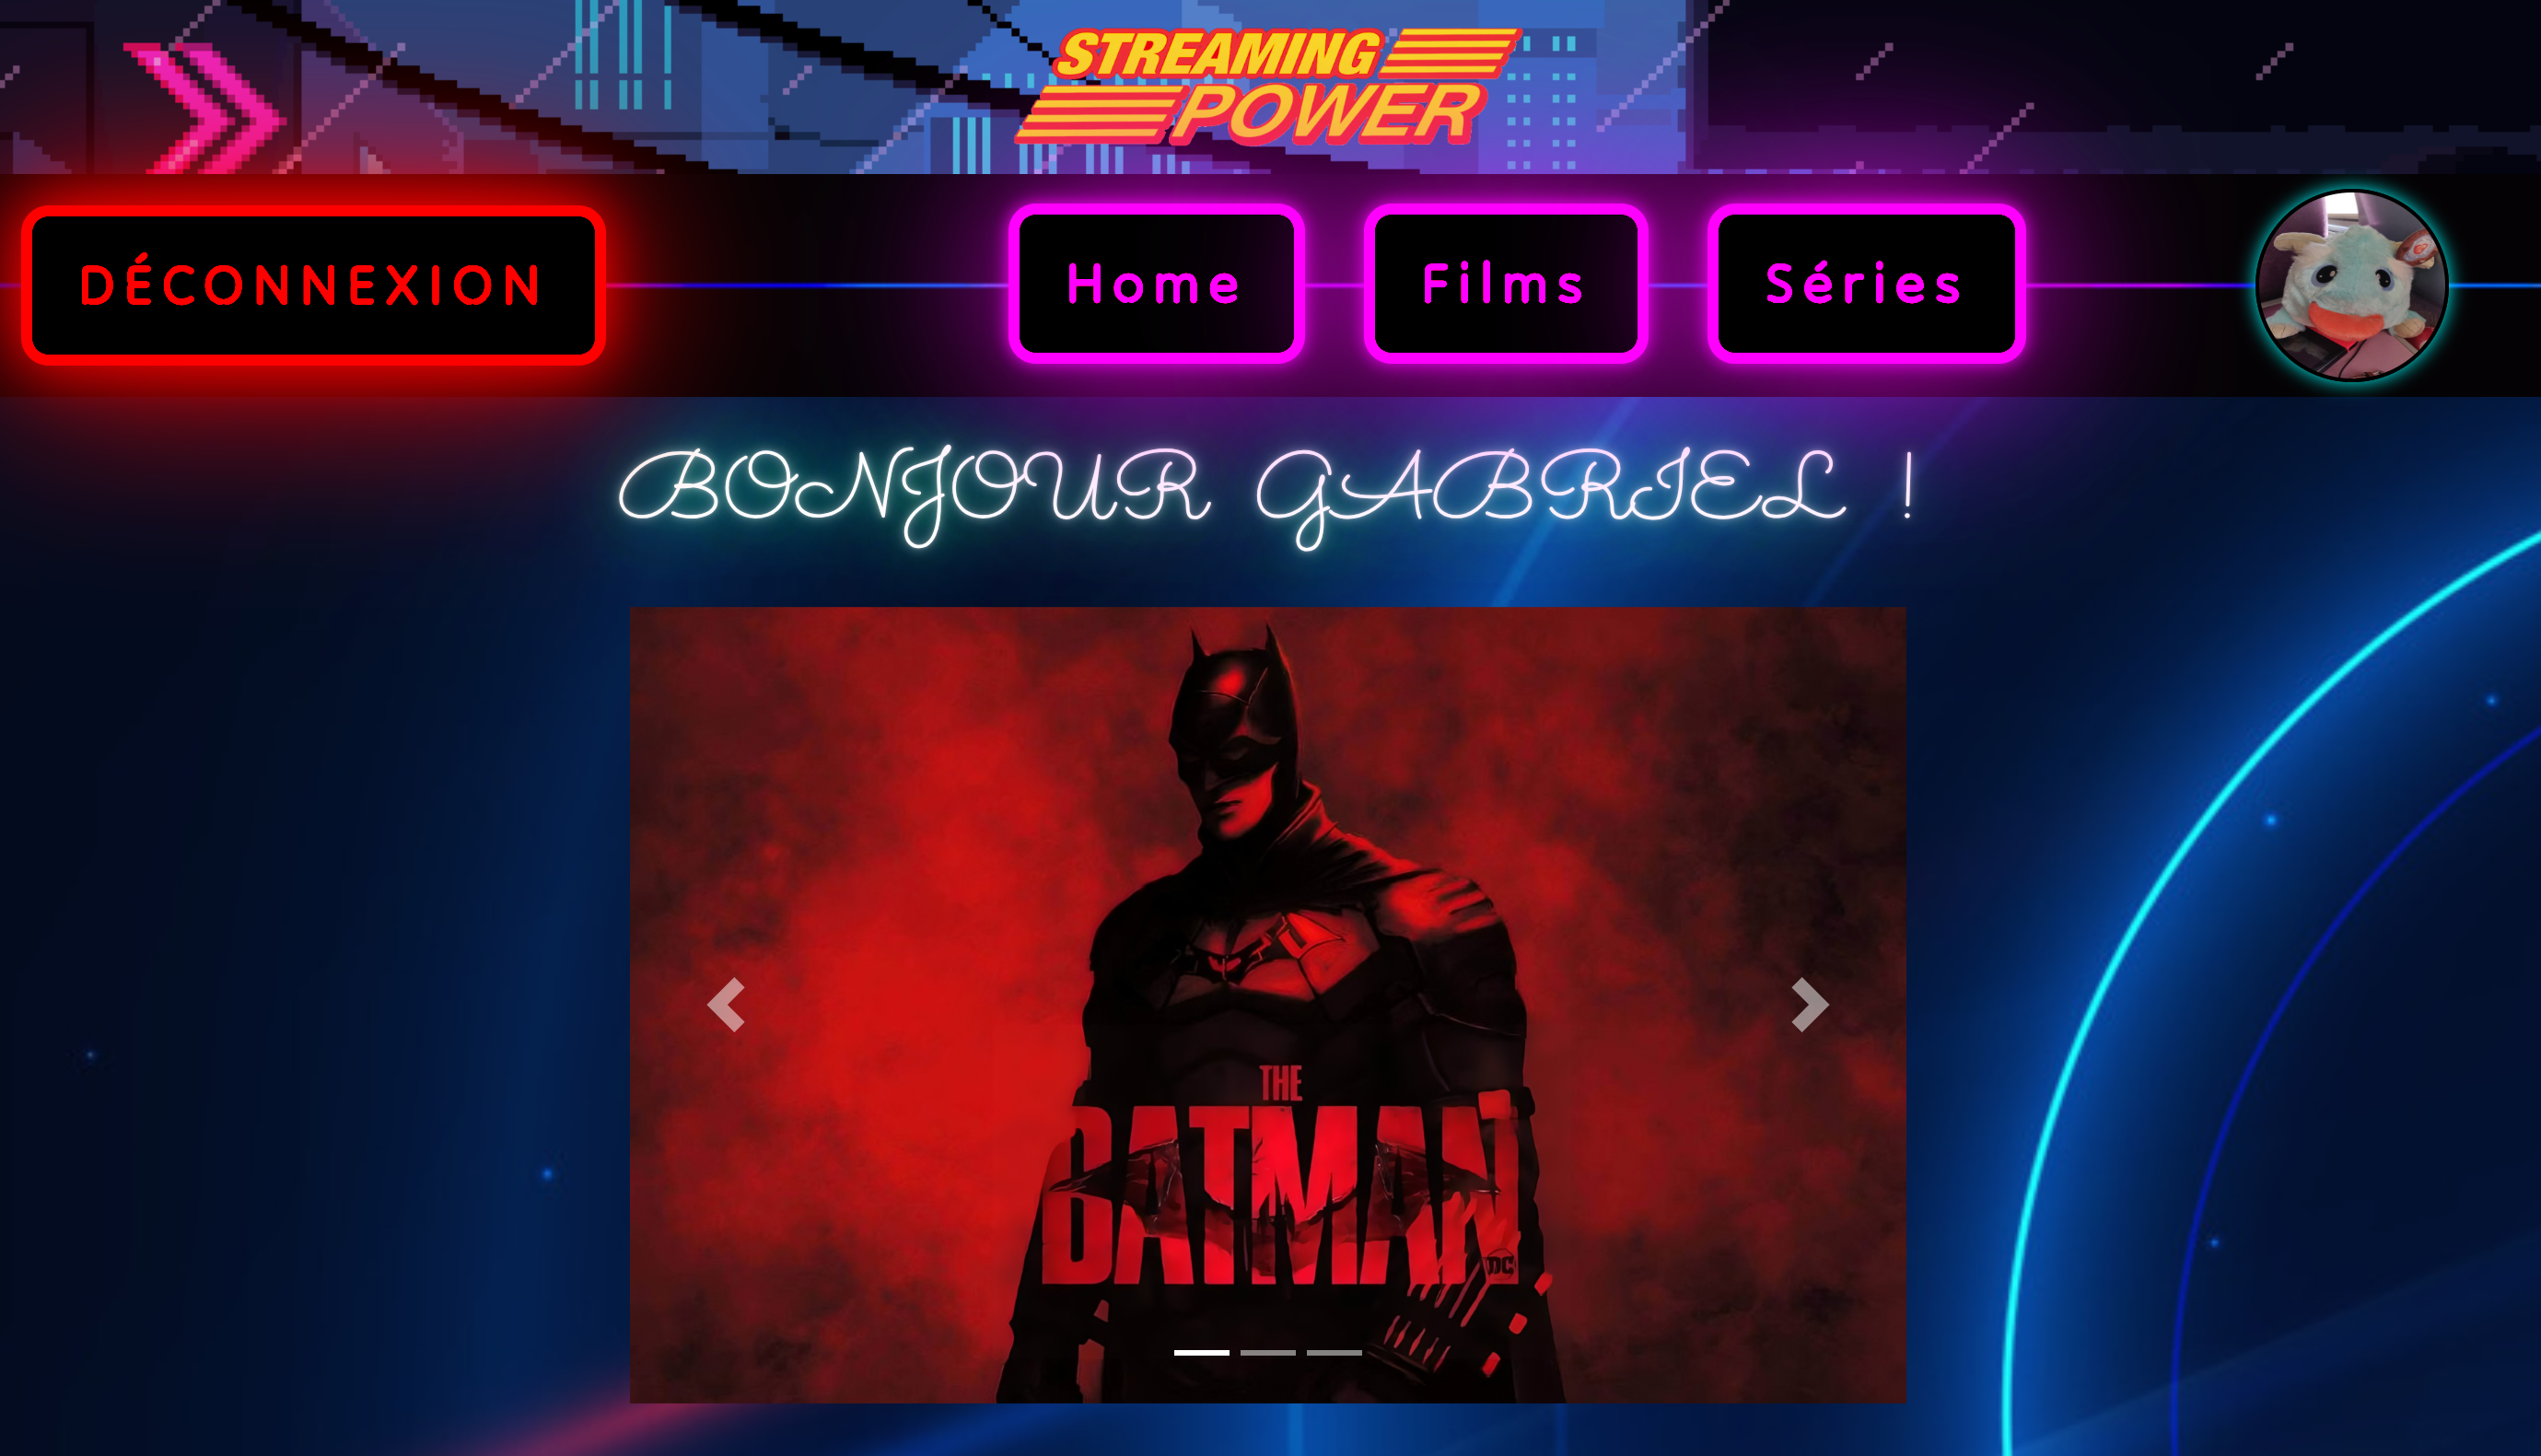 STREAMING
POWER
DÉCONNEXION
Home
Films
Séries
BONJOUR GABRIEL !
THE
BATMAN
DC